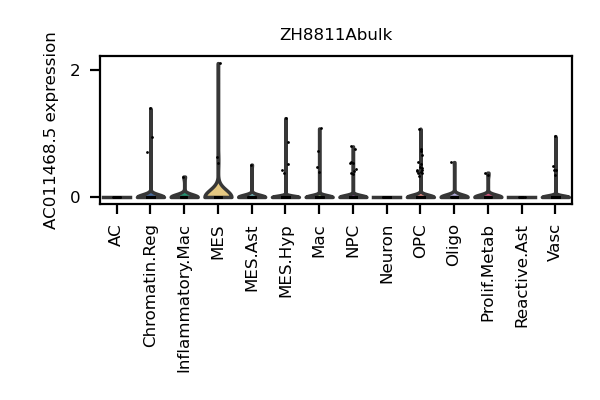 ZH8811Abulk
AC011468.5 expression
2
0
AC
Chromatin.Reg
Inflammatory.Mac
MES
MES.Ast
MES.Hyp
Mac
NPC
Neuron
OPC
Oligo
Prolif.Metab
Reactive.Ast
Vasc